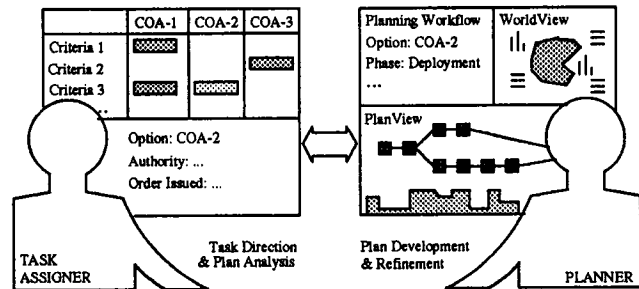 COA-1 COA-2 COA-3
Criteria 1
Criteria 2
Criteria 3
...
Option: COA-2
Authority: ...
Order Issued: ...
TASK
ASSIGNER
Task Direction
& Plan Analysis
Planning Workflow
Option: COA-2
Phase: Deployment
...
WorldView
PlanView
Plan Development
& Refinement
PLANNER